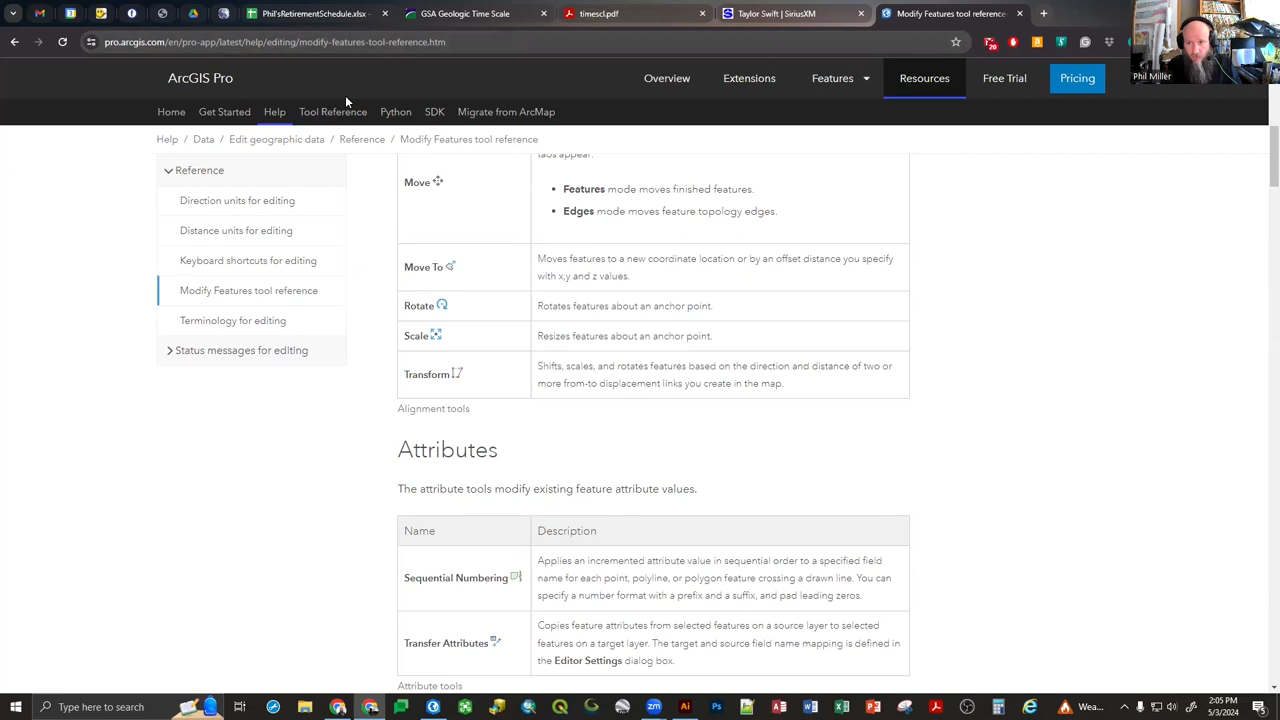 Phil'sRetirementSchedule.xlsx -
GSA Geologic Time Scale
timescl.pdf
Taylor Swift | SiriusXM
Modify Features tool reference
pro.arcgis.com/en/pro-app/latest/help/editing/modify-features-tool-reference.htm
20
Phil Miller
ArcGIS Pro
Overview
Extensions
Features
Resources
Free Trial
Pricing
Home
Get Started
Help
Tool Reference
Python
SDK
Migrate from ArcMap
Help / Data / Edit geographic data / Reference / Modify Features tool reference
Reference
Direction units for editing
Distance units for editing
Keyboard shortcuts for editing
Modify Features tool reference
Terminology for editing
Status messages for editing
tabs appear.
Move
• Features mode moves finished features.
• Edges mode moves feature topology edges.
Move To
Moves features to a new coordinate location or by an offset distance you specify
with x,y and z values.
Rotate
Rotates features about an anchor point.
Scale
Resizes features about an anchor point.
Transform
Shifts, scales, and rotates features based on the direction and distance of two or
more from-to displacement links you create in the map.
Alignment tools
Attributes
The attribute tools modify existing feature attribute values.
Name
Description
Sequential Numbering
Applies an incremented attribute value in sequential order to a specified field
name for each point, polyline, or polygon feature crossing a drawn line. You can
specify a number format with a prefix and a suffix, and pad leading zeros.
Transfer Attributes
Copies feature attributes from selected features on a source layer to selected
features on a target layer. The target and source field name mapping is defined in
the Editor Settings dialog box.
Attribute tools
Type here to search
Wea...
2:05 PM
5/3/2024